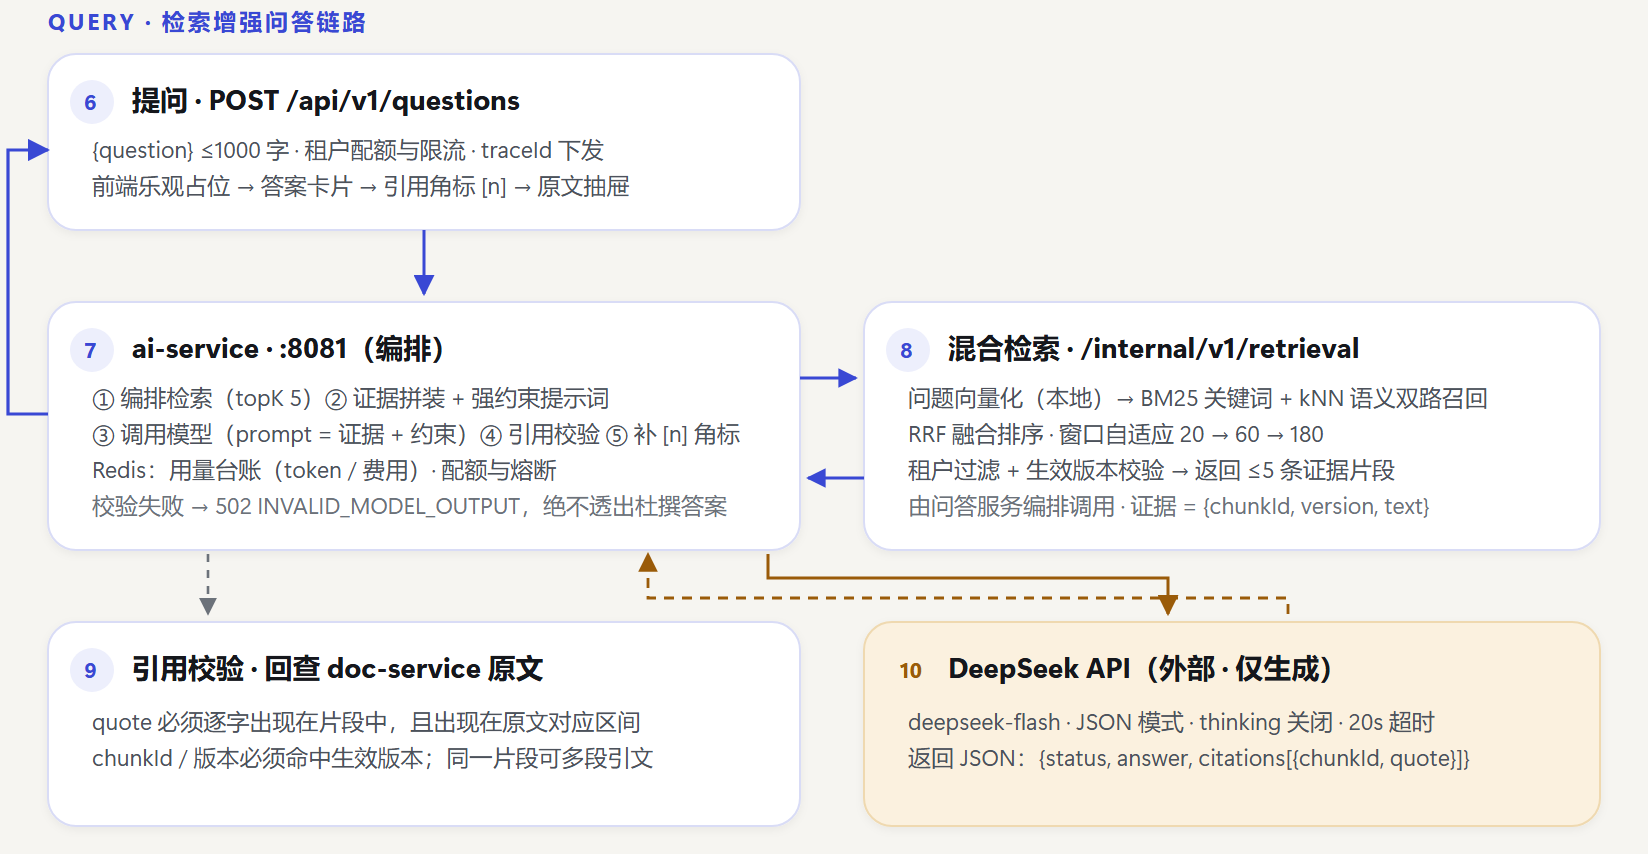 QUERY · 检索增强问答链路
6 提问 · POST /api/v1/questions
{question} ≤1000 字 · 租户配额与限流 · traceId 下发
前端乐观占位 → 答案卡片 → 引用角标 [n] → 原文抽屉
7 ai-service · :8081（编排）
① 编排检索（topK 5）② 证据拼装 + 强约束提示词
③ 调用模型（prompt = 证据 + 约束）④ 引用校验 ⑤ 补 [n] 角标
Redis：用量台账（token / 费用）· 配额与熔断
校验失败 → 502 INVALID_MODEL_OUTPUT，绝不透出杜撰答案
8 混合检索 · /internal/v1/retrieval
问题向量化（本地）→ BM25 关键词 + kNN 语义双路召回
RRF 融合排序 · 窗口自适应 20 → 60 → 180
租户过滤 + 生效版本校验 → 返回 ≤5 条证据片段
由问答服务编排调用 · 证据 = {chunkId, version, text}
9 引用校验 · 回查 doc-service 原文
quote 必须逐字出现在片段中，且出现在原文对应区间
chunkId / 版本必须命中生效版本；同一片段可多段引文
10 DeepSeek API（外部 · 仅生成）
deepseek-flash · JSON 模式 · thinking 关闭 · 20s 超时
返回 JSON：{status, answer, citations[{chunkId, quote}]}